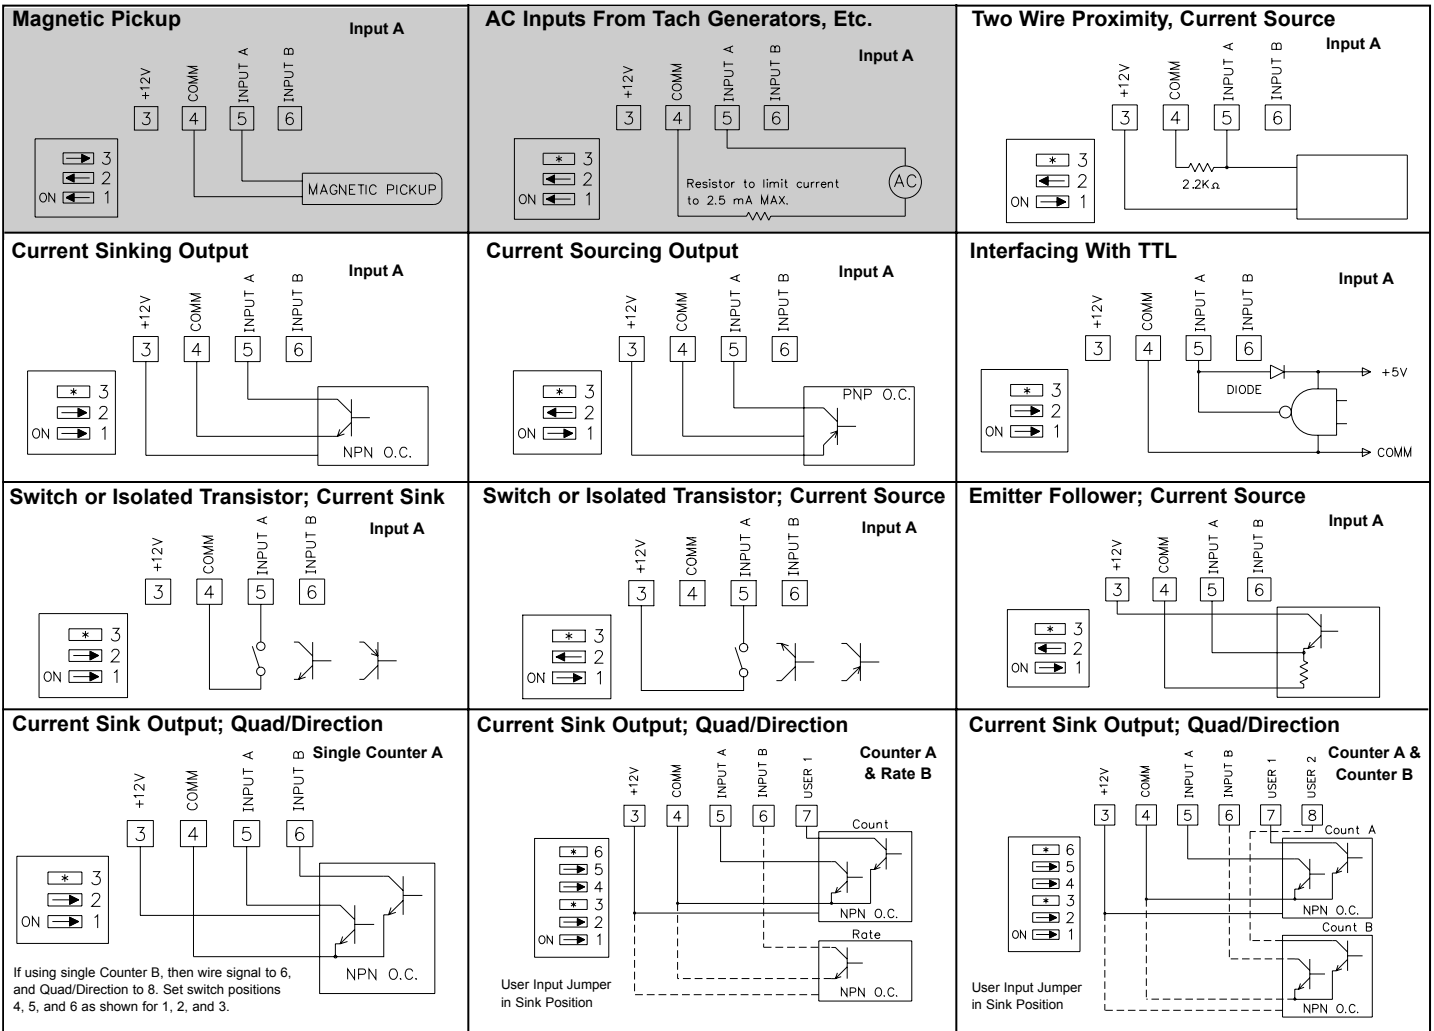 Magnetic Pickup
Input A
+12V
COMM
INPUT A
INPUT B
3 4 5 6
3
2
ON 1
MAGNETIC PICKUP
AC Inputs From Tach Generators, Etc.
Input A
+12V
COMM
INPUT A
INPUT B
3 4 5 6
* 3
2
ON 1
Resistor to limit current
to 2.5 mA MAX.
AC
Two Wire Proximity, Current Source
Input A
+12V
COMM
INPUT A
INPUT B
3 4 5 6
* 3
2
ON 1
2.2KΩ
Current Sinking Output
Input A
+12V
COMM
INPUT A
INPUT B
3 4 5 6
* 3
2
ON 1
NPN O.C.
Current Sourcing Output
Input A
+12V
COMM
INPUT A
INPUT B
3 4 5 6
* 3
2
ON 1
PNP O.C.
Interfacing With TTL
Input A
+12V
COMM
INPUT A
INPUT B
3 4 5 6
* 3
2
ON 1
DIODE
+5V
COMM
Switch or Isolated Transistor; Current Sink
Input A
+12V
COMM
INPUT A
INPUT B
3 4 5 6
* 3
2
ON 1
Switch or Isolated Transistor; Current Source
Input A
+12V
COMM
INPUT A
INPUT B
3 4 5 6
* 3
2
ON 1
Emitter Follower; Current Source
Input A
+12V
COMM
INPUT A
INPUT B
3 4 5 6
* 3
2
ON 1
Current Sink Output; Quad/Direction
Single Counter A
+12V
COMM
INPUT A
INPUT B
3 4 5 6
* 3
2
ON 1
NPN O.C.
If using single Counter B, then wire signal to 6,
and Quad/Direction to 8. Set switch positions
4, 5, and 6 as shown for 1, 2, and 3.
Current Sink Output; Quad/Direction
Counter A
& Rate B
+12V
COMM
INPUT A
INPUT B
USER 1
3 4 5 6 7
Count
* 6
5
4
* 3
2
ON 1
NPN O.C.
Rate
NPN O.C.
User Input Jumper
in Sink Position
Current Sink Output; Quad/Direction
Counter A &
Counter B
+12V
COMM
INPUT A
INPUT B
USER 1
USER 2
3 4 5 6 7 8
Count A
* 6
5
4
* 3
2
ON 1
NPN O.C.
Count B
NPN O.C.
User Input Jumper
in Sink Position